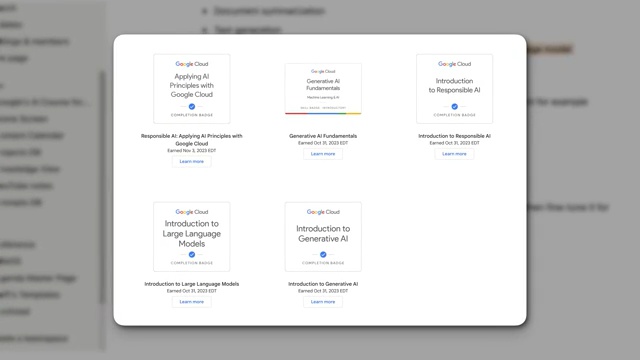 Document summarization
Text generation
Google Cloud
Applying AI
Principles with
Google Cloud
COMPLETION BADGE
Responsible AI: Applying AI Principles with
Google Cloud
Earned Nov 3, 2023 EDT
Learn more
Google Cloud
Generative AI
Fundamentals
Machine Learning & AI
SKILL BADGE INTRODUCTORY
Generative AI Fundamentals
Earned Oct 31, 2023 EDT
Learn more
Google Cloud
Introduction
to Responsible AI
COMPLETION BADGE
Introduction to Responsible AI
Earned Oct 31, 2023 EDT
Learn more
Google Cloud
Introduction to
Large Language
Models
COMPLETION BADGE
Introduction to Large Language Models
Earned Oct 31, 2023 EDT
Learn more
Google Cloud
Introduction to
Generative AI
COMPLETION BADGE
Introduction to Generative AI
Earned Oct 31, 2023 EDT
Learn more